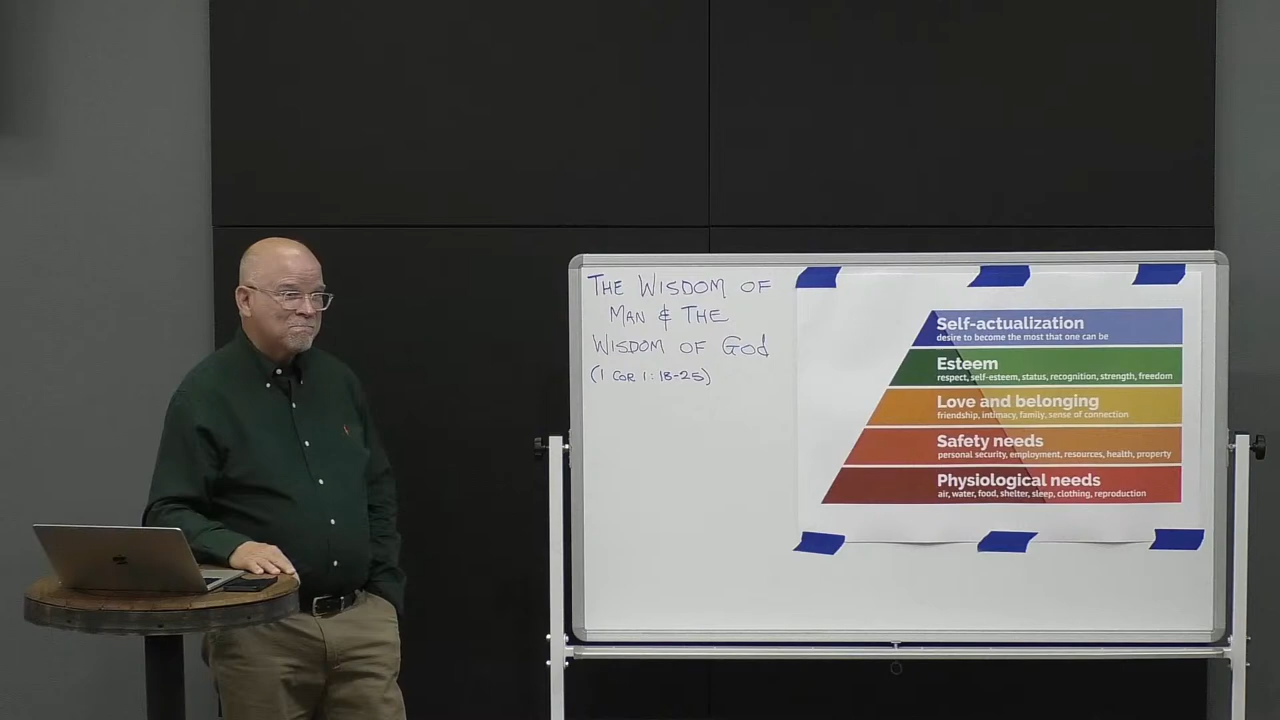 THE WISDOM OF
MAN & THE
WISDOM OF GOD
(1 COR 1:18-25)
Self-actualization
desire to become the most that one can be
Esteem
respect, self-esteem, status, recognition, strength, freedom
Love and belonging
friendship, intimacy, family, sense of connection
Safety needs
personal security, employment, resources, health, property
Physiological needs
air, water, food, shelter, sleep, clothing, reproduction